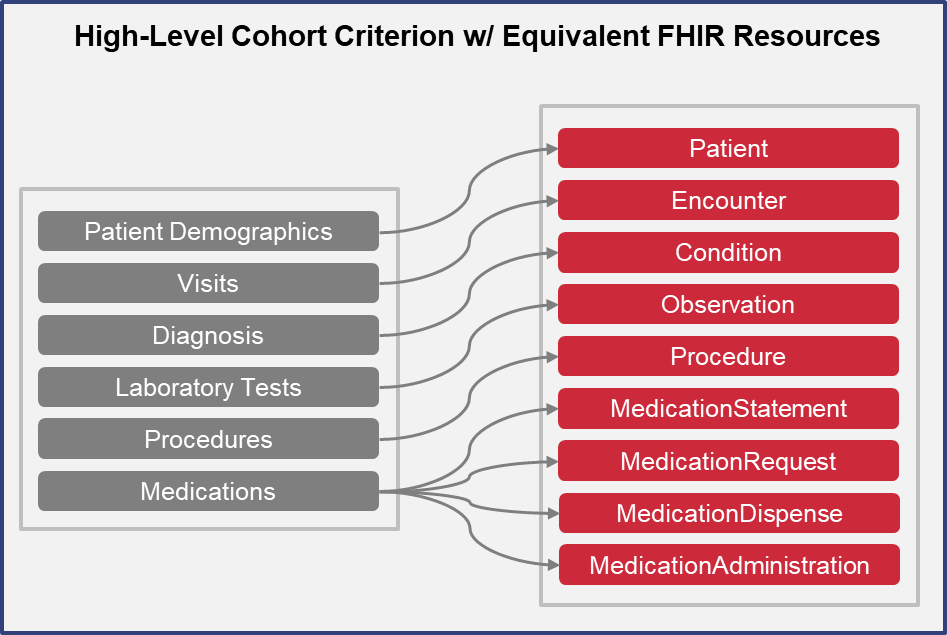 High-Level Cohort Criterion w/ Equivalent FHIR Resources
Patient Demographics
Visits
Diagnosis
Laboratory Tests
Procedures
Medications
Patient
Encounter
Condition
Observation
Procedure
MedicationStatement
MedicationRequest
MedicationDispense
MedicationAdministration